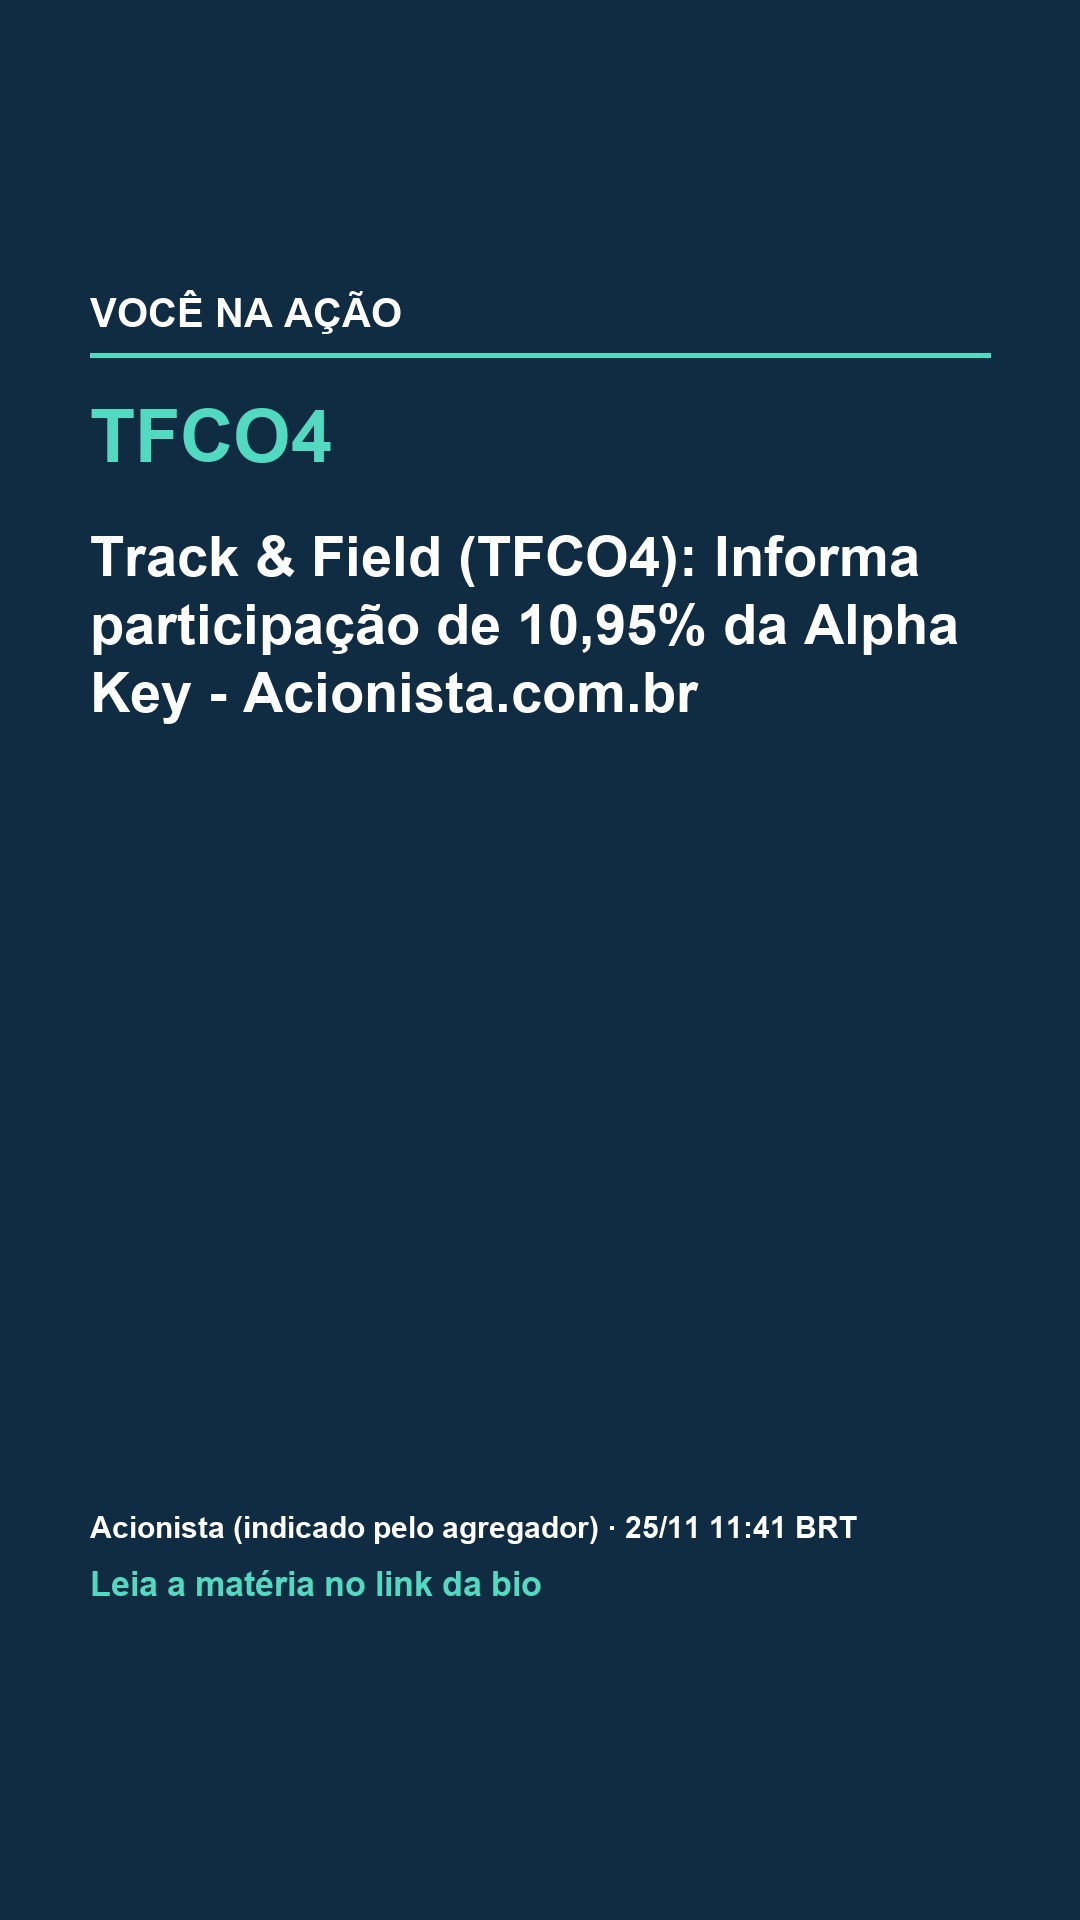 VOCÊ NA AÇÃO
TFCO4
Track & Field (TFCO4): Informa
participação de 10,95% da Alpha
Key - Acionista.com.br
Acionista (indicado pelo agregador) · 25/11 11:41 BRT
Leia a matéria no link da bio